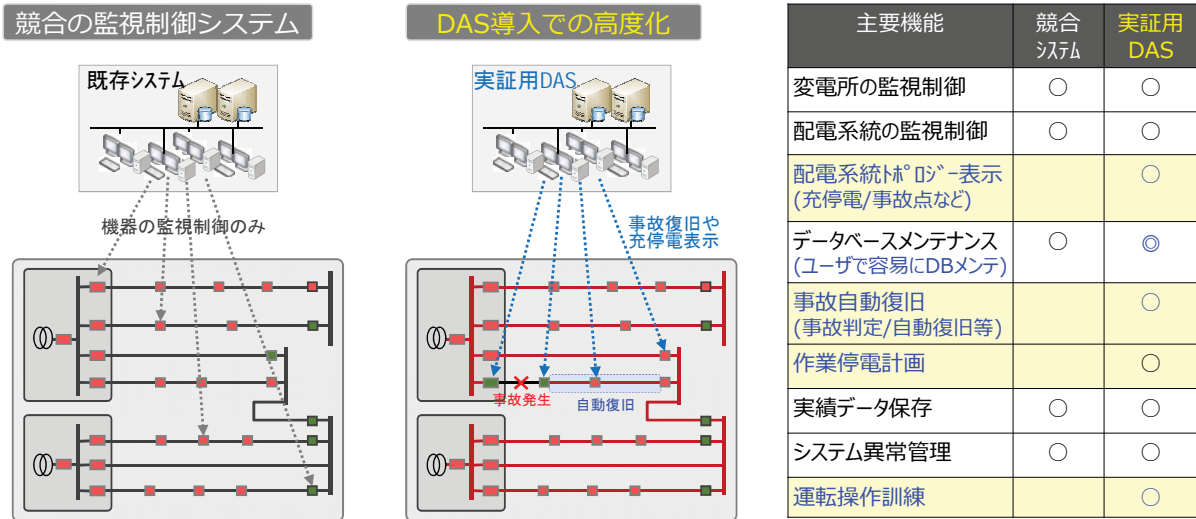 競合の監視制御システム
既存システム
機器の監視制御のみ
DAS導入での高度化
実証用DAS
事故復旧や
充停電表示
事故発生
自動復旧
主要機能 競合ｼｽﾃﾑ 実証用DAS
変電所の監視制御 ○ ○
配電系統の監視制御 ○ ○
配電系統ﾄﾎﾟﾛｼﾞｰ表示 ○
(充停電/事故点など)
データベースメンテナンス ○ ◎
(ユーザで容易にDBメンテ)
事故自動復旧 ○
(事故判定/自動復旧等)
作業停電計画 ○
実績データ保存 ○ ○
システム異常管理 ○ ○
運転操作訓練 ○